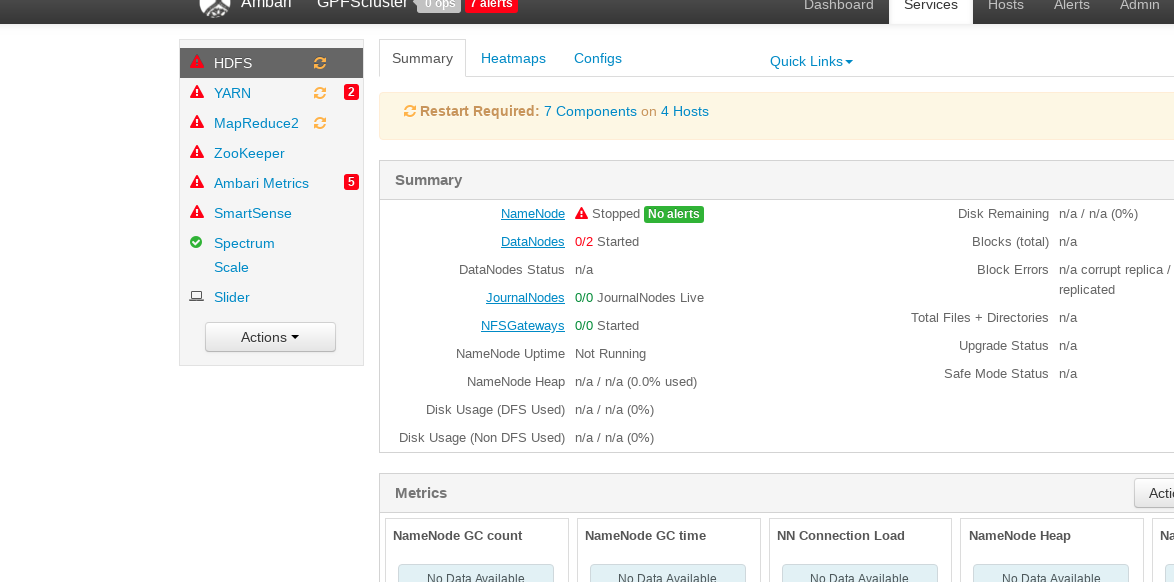 Ambari GPFScluster 0 ops 7 alerts Dashboard Services Hosts Alerts Admin
HDFS
YARN 2
MapReduce2
ZooKeeper
Ambari Metrics 5
SmartSense
Spectrum
Scale
Slider
Actions
Summary Heatmaps Configs Quick Links
Restart Required: 7 Components on 4 Hosts
Summary
NameNode Stopped No alerts
DataNodes 0/2 Started
DataNodes Status n/a
JournalNodes 0/0 JournalNodes Live
NFSGateways 0/0 Started
NameNode Uptime Not Running
NameNode Heap n/a / n/a (0.0% used)
Disk Usage (DFS Used) n/a / n/a (0%)
Disk Usage (Non DFS Used) n/a / n/a (0%)
Disk Remaining n/a / n/a (0%)
Blocks (total) n/a
Block Errors n/a corrupt replica /
replicated
Total Files + Directories n/a
Upgrade Status n/a
Safe Mode Status n/a
Metrics
NameNode GC count NameNode GC time NN Connection Load NameNode Heap
No Data Available No Data Available No Data Available No Data Available